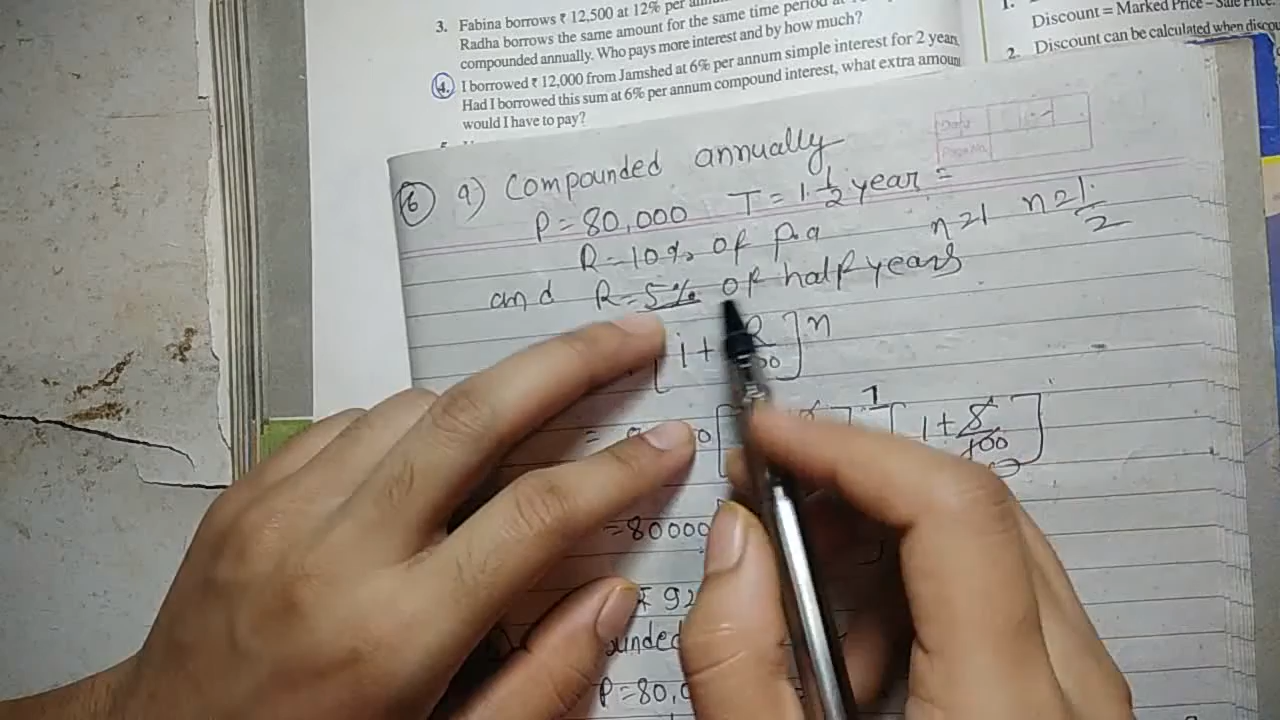 3. Fabina borrows ₹ 12,500 at 12% per
Radha borrows the same amount for the same time period
compounded annually. Who pays more interest and by how much?
4. I borrowed ₹ 12,000 from Jamshed at 6% per annum simple interest for 2 years
Had I borrowed this sum at 6% per annum compound interest, what extra amoun
would I have to pay?
1.
Discount = Marked Price – Sale Price.
2. Discount can be calculated when
Date
Page No.
6 a) Compounded annually
P = 80,000 T = 1 1/2 year =
R = 10% of p.a n=1 n=1/2
and R = 5% of half years
[1+ R/100]^n
= [ ]^1 [1+ 5/100]
= 80000
₹ 92
ounded
P = 80,0